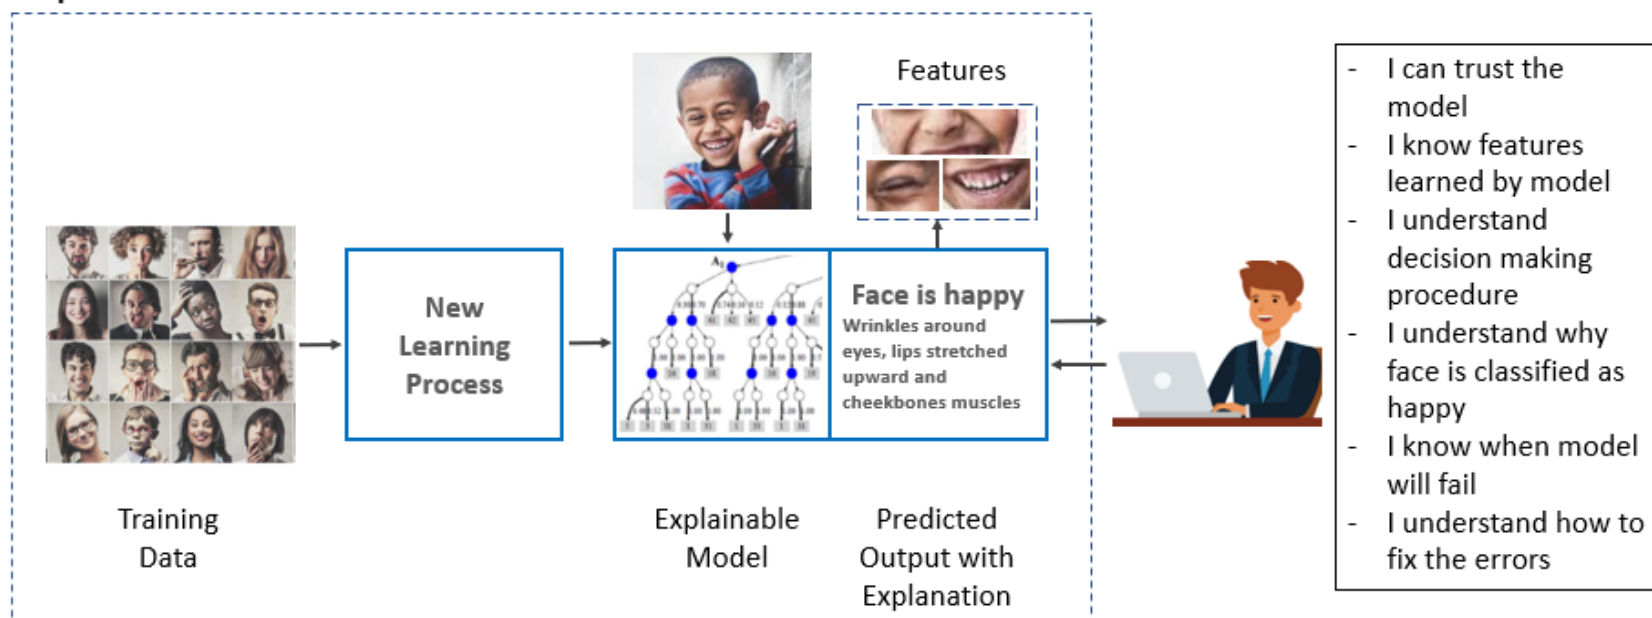 Features
New
Learning
Process
Face is happy
Wrinkles around
eyes, lips stretched
upward and
cheekbones muscles
Training
Data
Explainable
Model
Predicted
Output with
Explanation
- I can trust the
model
- I know features
learned by model
- I understand
decision making
procedure
- I understand why
face is classified as
happy
- I know when model
will fail
- I understand how to
fix the errors